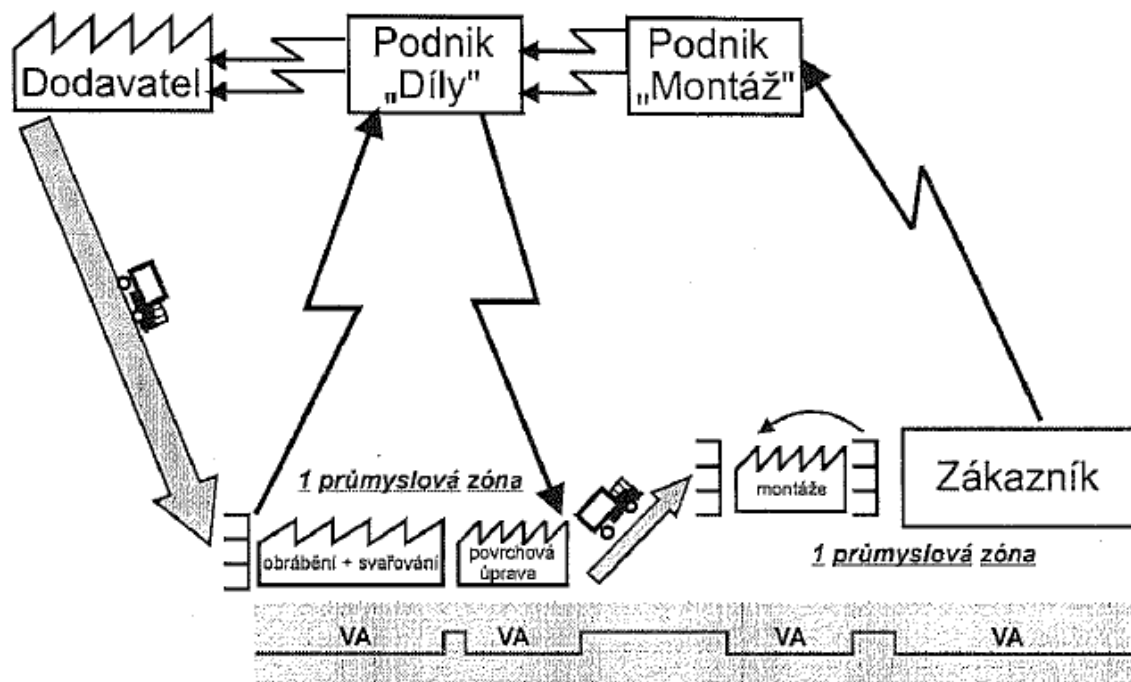 Dodavatel
Podnik
„Díly"
Podnik
„Montáž"
1 průmyslová zóna
obrábění + svařování
povrchová
úprava
montáže
Zákazník
1 průmyslová zóna
VA
VA
VA
VA